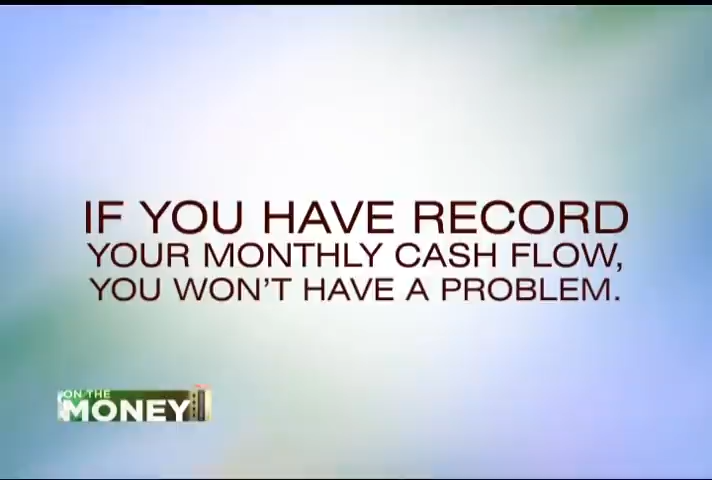 IF YOU HAVE RECORD
YOUR MONTHLY CASH FLOW,
YOU WON'T HAVE A PROBLEM.
ON THE
MONEY